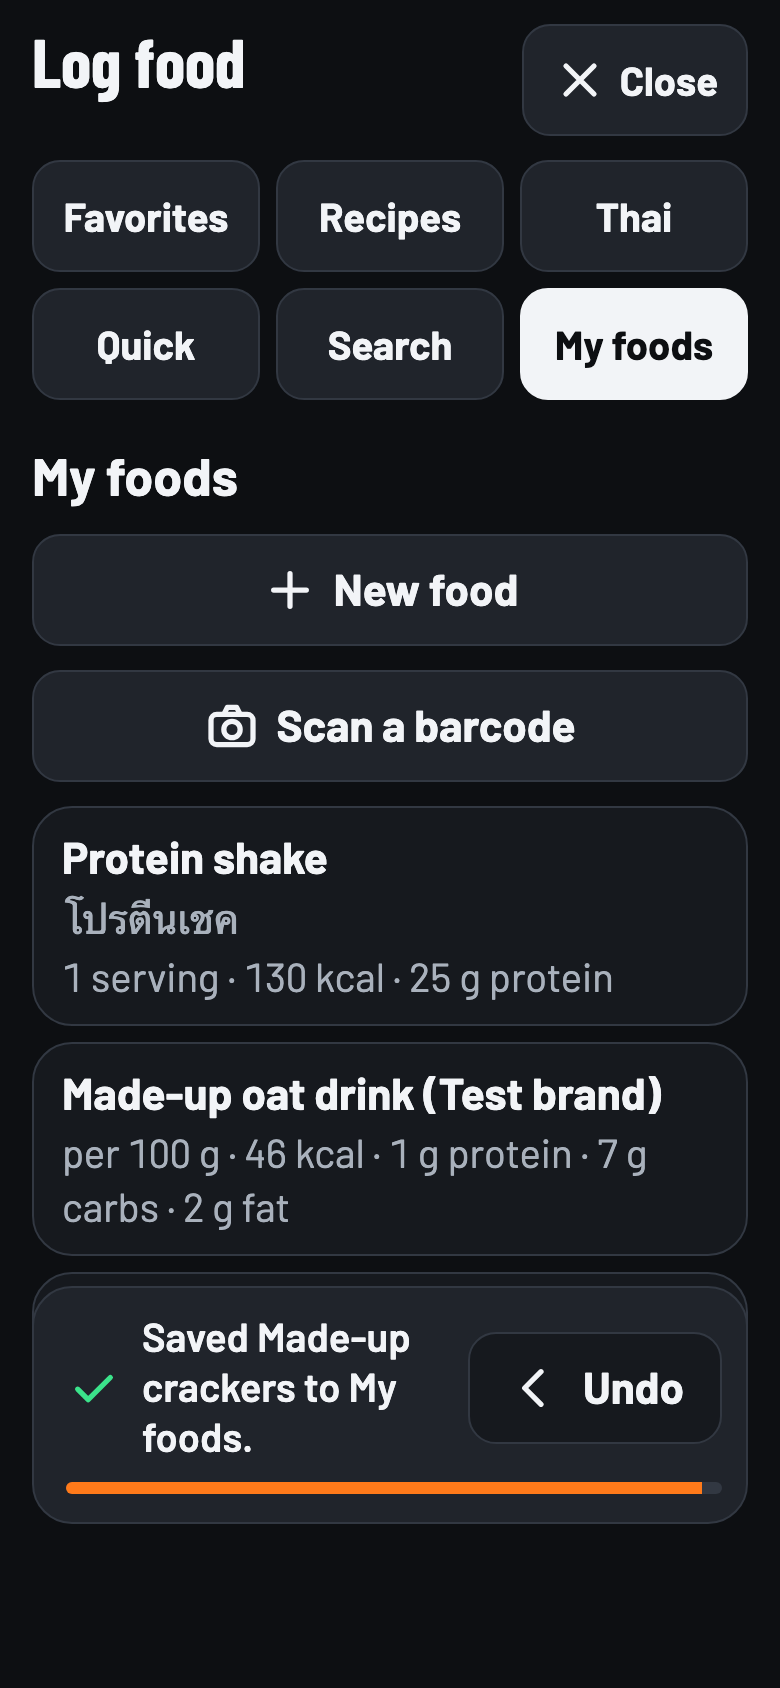 Log food
Close
Favorites
Recipes
Thai
Quick
Search
My foods
My foods
New food
Scan a barcode
Protein shake
โปรตีนเชค
1 serving · 130 kcal · 25 g protein
Made-up oat drink (Test brand)
per 100 g · 46 kcal · 1 g protein · 7 g
carbs · 2 g fat
Saved Made-up
crackers to My
foods.
Undo